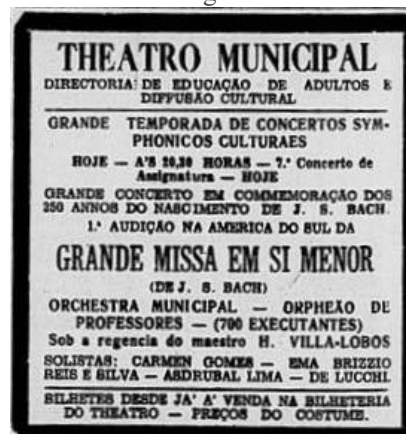 THEATRO MUNICIPAL
DIRECTORIA DE EDUCAÇÃO DE ADULTOS E
DIFFUSÃO CULTURAL
GRANDE TEMPORADA DE CONCERTOS SYM-
PHONICOS CULTURAES
HOJE — A'S 20,30 HORAS — 7.º Concerto de
Assignatura — HOJE
GRANDE CONCERTO EM COMMEMORAÇÃO DOS
250 ANNOS DO NASCIMENTO DE J. S. BACH.
1.ª AUDIÇÃO NA AMERICA DO SUL DA
GRANDE MISSA EM SI MENOR
(DE J. S. BACH)
ORCHESTRA MUNICIPAL — ORPHEÃO DE
PROFESSORES — (700 EXECUTANTES)
Sob a regencia do maestro H. VILLA-LOBOS
SOLISTAS: CARMEN GOMES — EMA BRIZZIO
REIS E SILVA — ASDRUBAL LIMA — DE LUCCHI.
BILHETES DESDE JA' A' VENDA NA BILHETERIA
DO THEATRO — PREÇOS DO COSTUME.